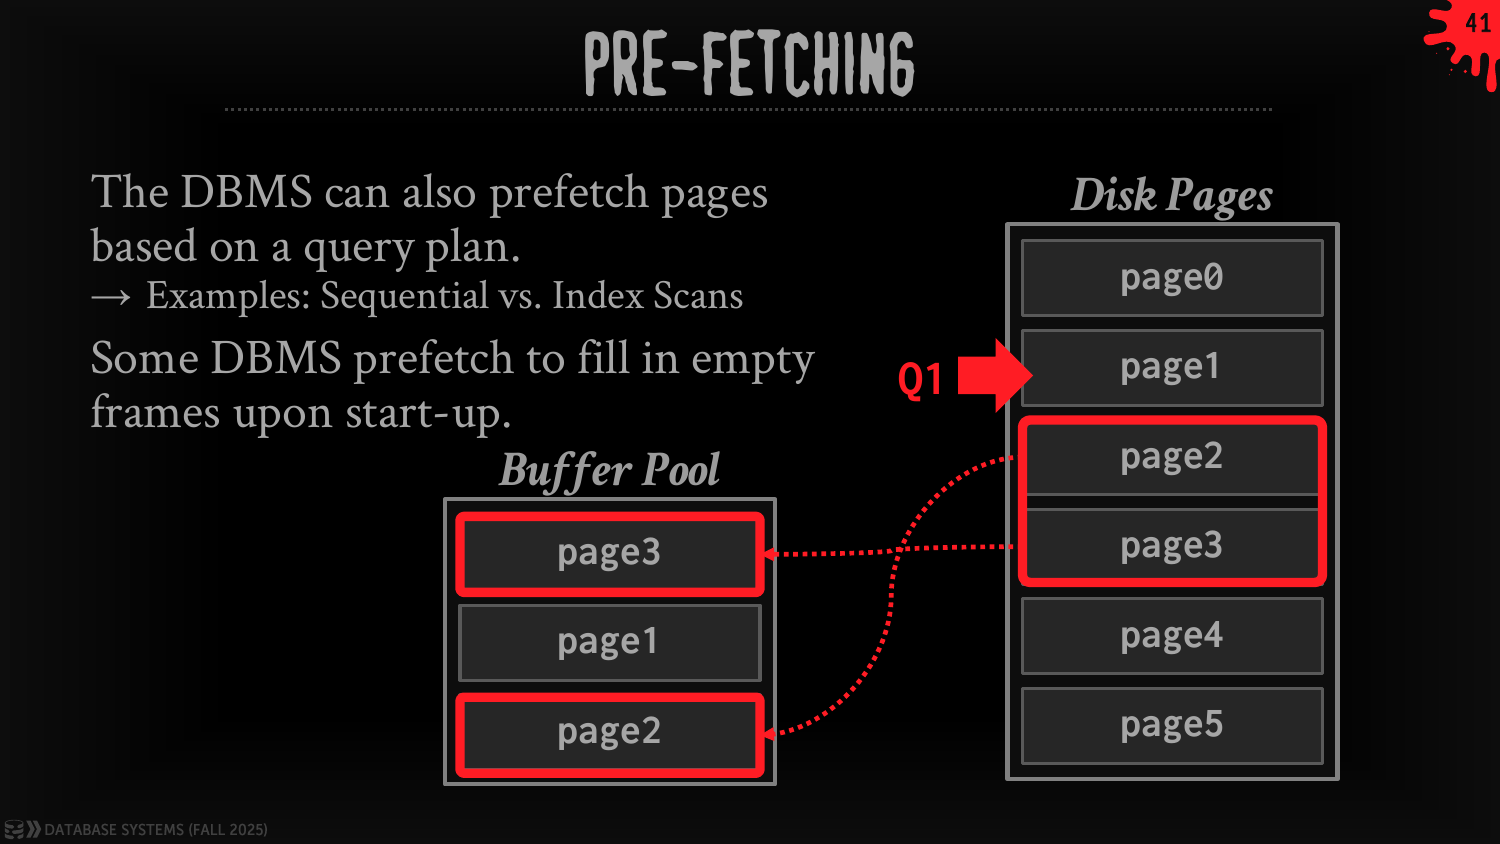 PRE-FETCHING
41
The DBMS can also prefetch pages
based on a query plan.
→ Examples: Sequential vs. Index Scans
Some DBMS prefetch to fill in empty
frames upon start-up.
Buffer Pool
page3
page1
page2
Q1
Disk Pages
page0
page1
page2
page3
page4
page5
DATABASE SYSTEMS (FALL 2025)